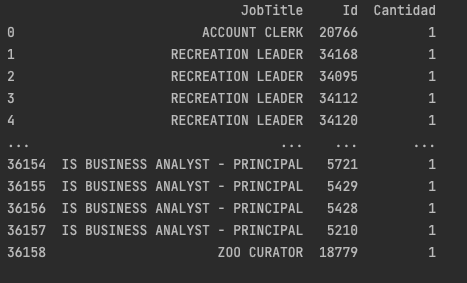 JobTitle Id Cantidad
0 ACCOUNT CLERK 20766 1
1 RECREATION LEADER 34168 1
2 RECREATION LEADER 34095 1
3 RECREATION LEADER 34112 1
4 RECREATION LEADER 34120 1
... ... ... ...
36154 IS BUSINESS ANALYST - PRINCIPAL 5721 1
36155 IS BUSINESS ANALYST - PRINCIPAL 5429 1
36156 IS BUSINESS ANALYST - PRINCIPAL 5428 1
36157 IS BUSINESS ANALYST - PRINCIPAL 5210 1
36158 ZOO CURATOR 18779 1